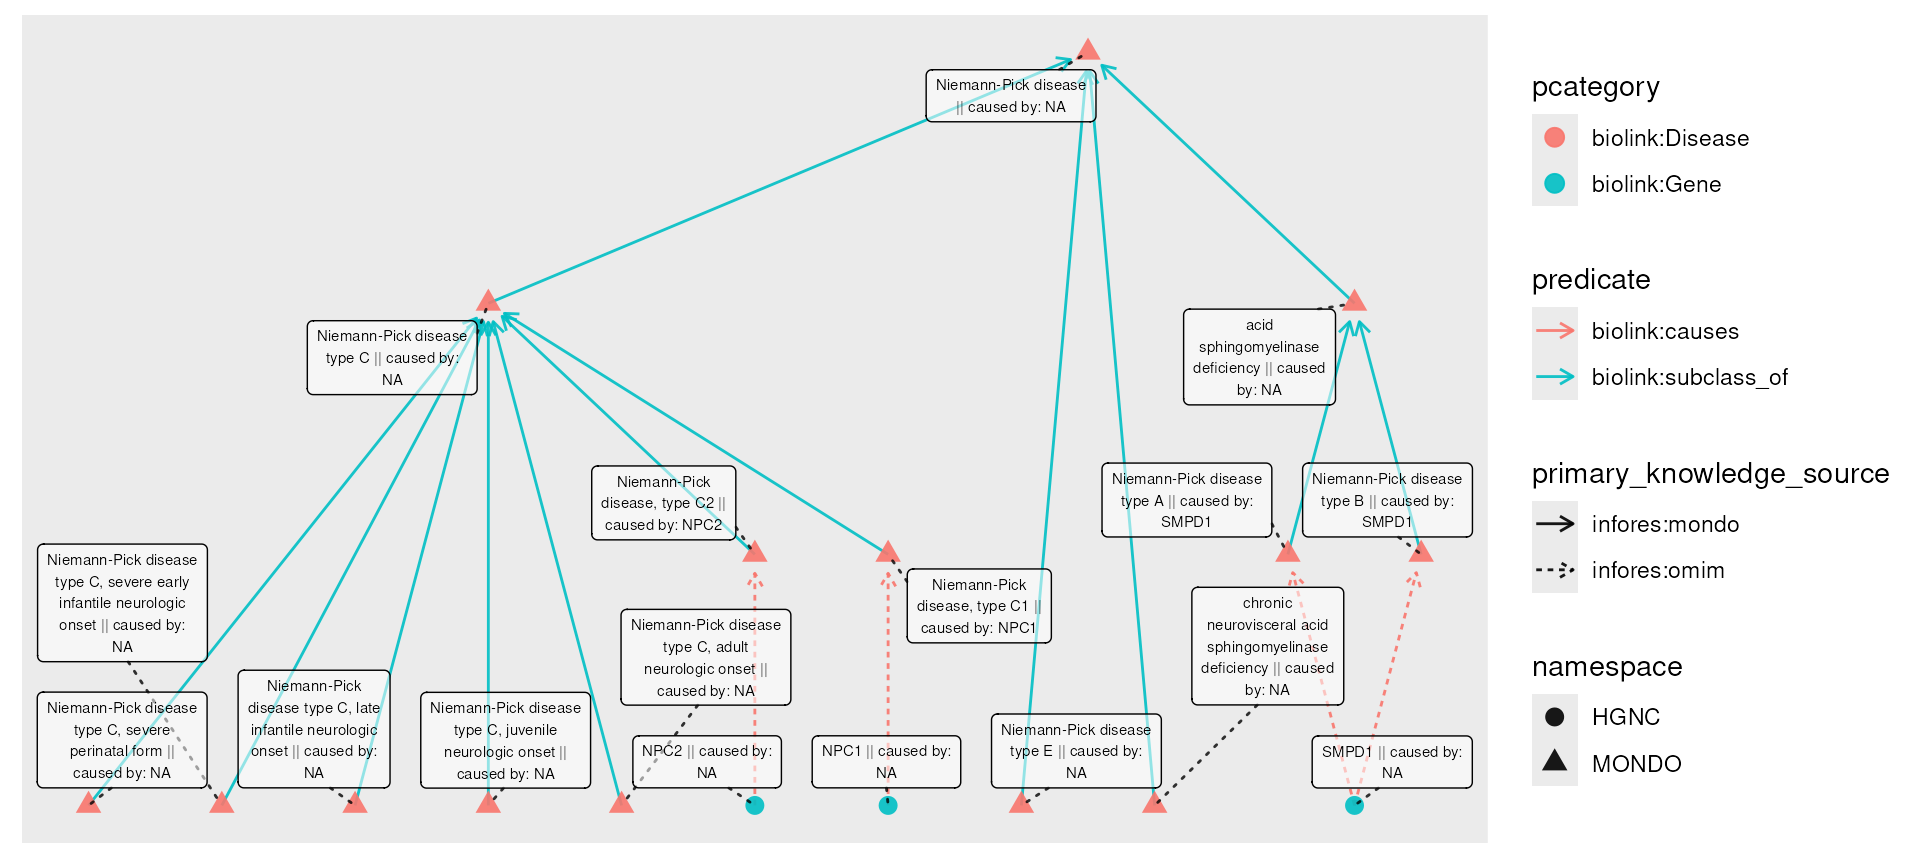 Niemann-Pick disease
|| caused by: NA
Niemann-Pick disease
type C || caused by:
NA
acid
sphingomyelinase
deficiency || caused
by: NA
Niemann-Pick
disease, type C2 ||
caused by: NPC2
Niemann-Pick disease
type A || caused by:
SMPD1
Niemann-Pick disease
type B || caused by:
SMPD1
Niemann-Pick disease
type C, severe early
infantile neurologic
onset || caused by:
NA
Niemann-Pick
disease, type C1 ||
caused by: NPC1
Niemann-Pick disease
type C, adult
neurologic onset ||
caused by: NA
chronic
neurovisceral acid
sphingomyelinase
deficiency || caused
by: NA
Niemann-Pick disease
type C, severe
perinatal form ||
caused by: NA
Niemann-Pick
disease type C, late
infantile neurologic
onset || caused by:
NA
Niemann-Pick disease
type C, juvenile
neurologic onset ||
caused by: NA
NPC2 || caused by:
NA
NPC1 || caused by:
NA
Niemann-Pick disease
type E || caused by:
NA
SMPD1 || caused by:
NA
pcategory
biolink:Disease
biolink:Gene
predicate
biolink:causes
biolink:subclass_of
primary_knowledge_source
infores:mondo
infores:omim
namespace
HGNC
MONDO